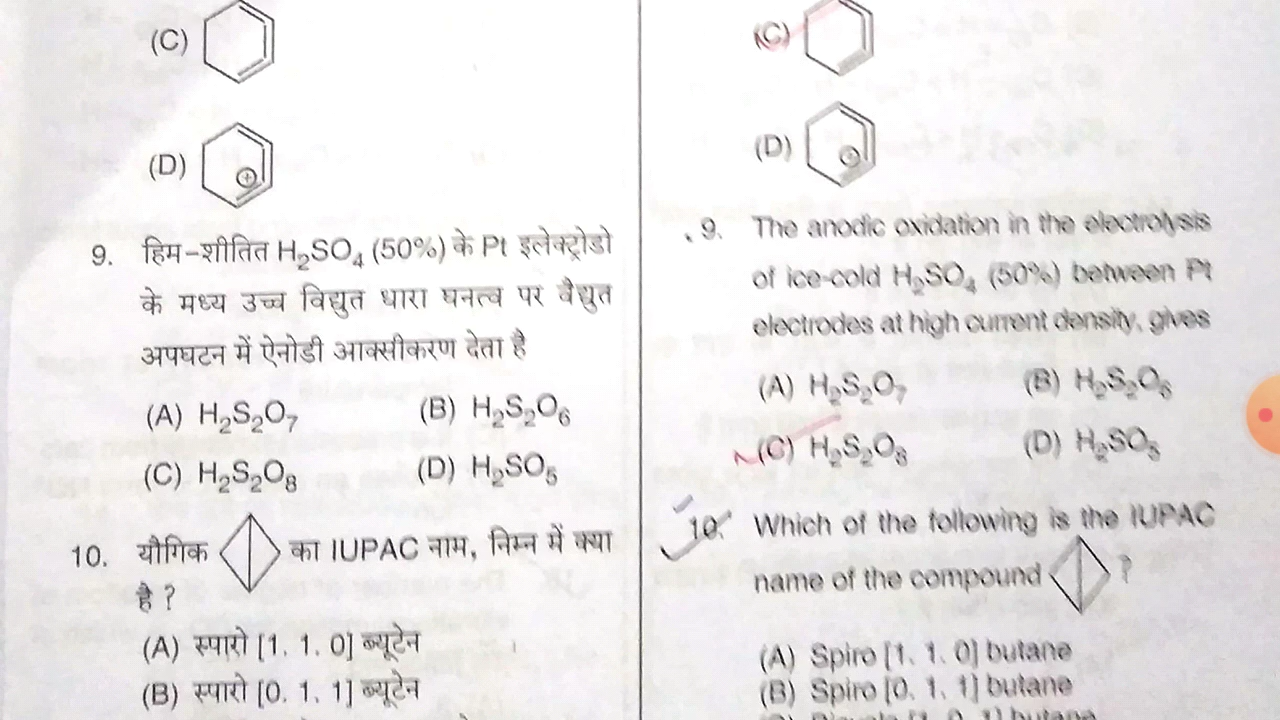 (C)
(D)
9. हिम-शीतित H₂SO₄ (50%) के Pt इलेक्ट्रोडो
के मध्य उच्च विद्युत धारा घनत्व पर वैद्युत
अपघटन में ऐनोडी आक्सीकरण देता है
(A) H₂S₂O₇ (B) H₂S₂O₆
(C) H₂S₂O₈ (D) H₂SO₅
10. यौगिक का IUPAC नाम, निम्न में क्या
है ?
(A) स्पारो [1. 1. 0] ब्यूटेन
(B) स्पारो [0. 1. 1] ब्यूटेन
(C)
(D)
9. The anodic oxidation in the electrolysis
of ice-cold H₂SO₄ (50%) between Pt
electrodes at high current density, gives
(A) H₂S₂O₇ (B) H₂S₂O₆
(C) H₂S₂O₈ (D) H₂SO₅
10. Which of the following is the IUPAC
name of the compound ?
(A) Spiro [1. 1. 0] butane
(B) Spiro [0. 1. 1] butane